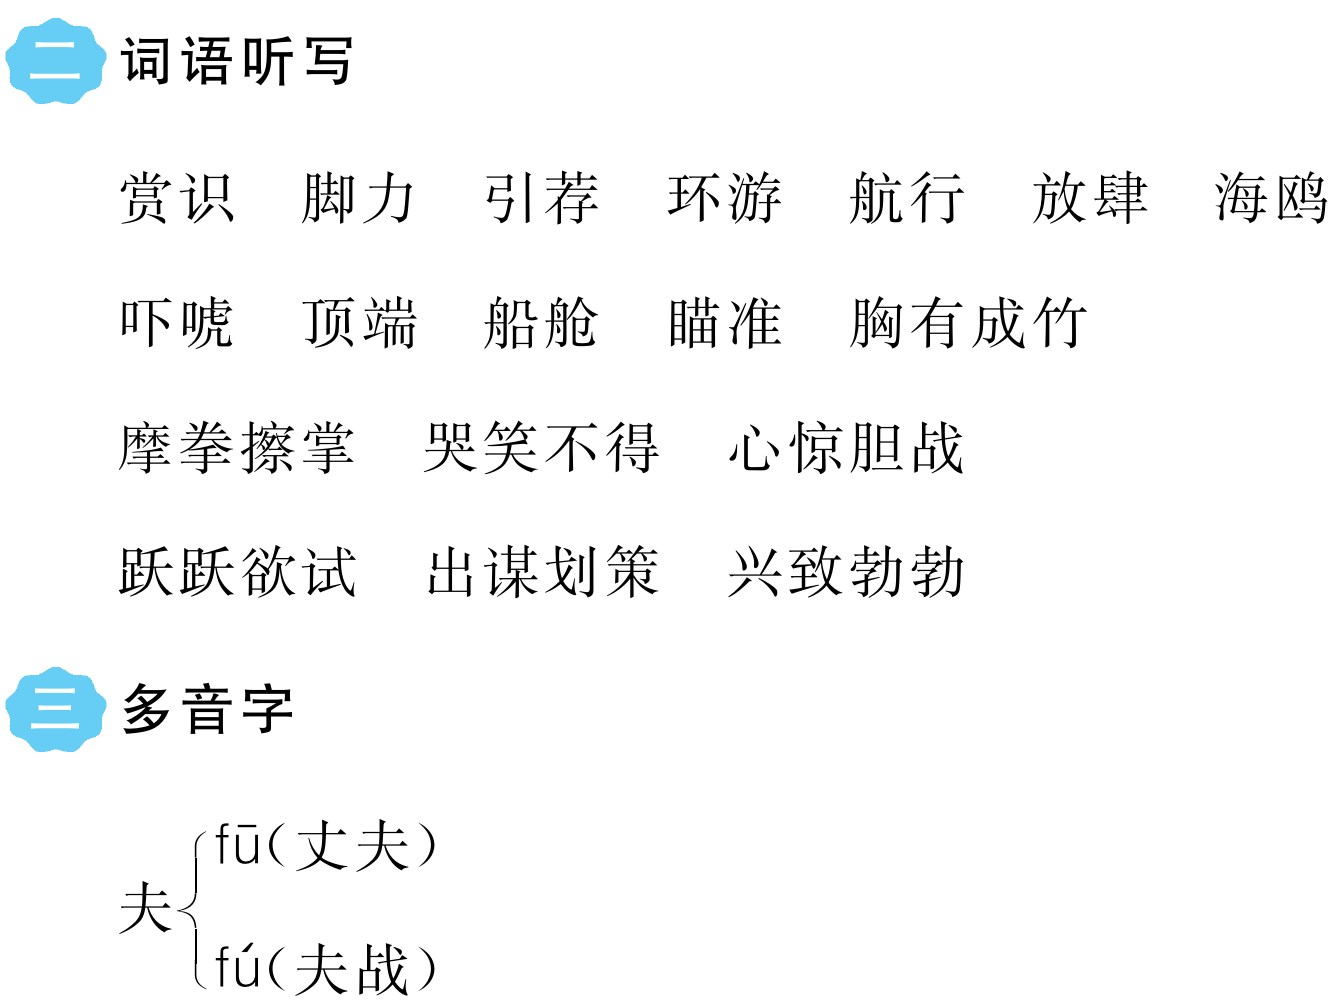 二 词语听写
赏识 脚力 引荐 环游 航行 放肆 海鸥
吓唬 顶端 船舱 瞄准 胸有成竹
摩拳擦掌 哭笑不得 心惊胆战
跃跃欲试 出谋划策 兴致勃勃
三 多音字
fū(丈夫)
夫
fú(夫战)